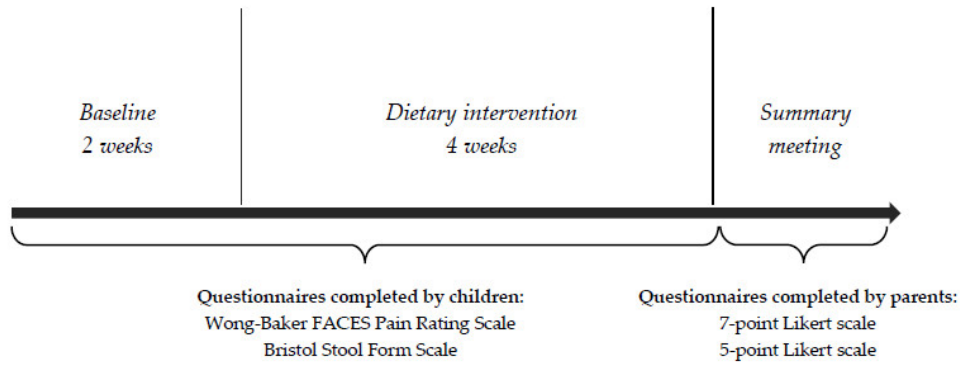 Baseline
2 weeks
Dietary intervention
4 weeks
Summary
meeting
Questionnaires completed by children:
Wong-Baker FACES Pain Rating Scale
Bristol Stool Form Scale
Questionnaires completed by parents:
7-point Likert scale
5-point Likert scale